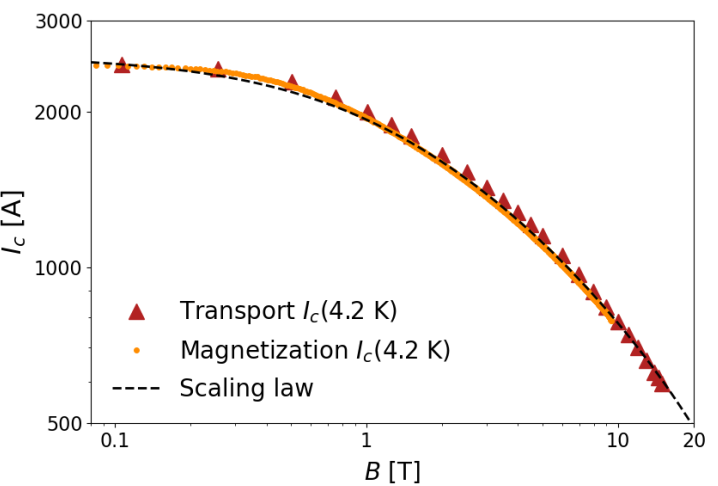 3000
2000
1000
500
I_c [A]
Transport I_c(4.2 K)
Magnetization I_c(4.2 K)
Scaling law
0.1 1 10 20
B [T]